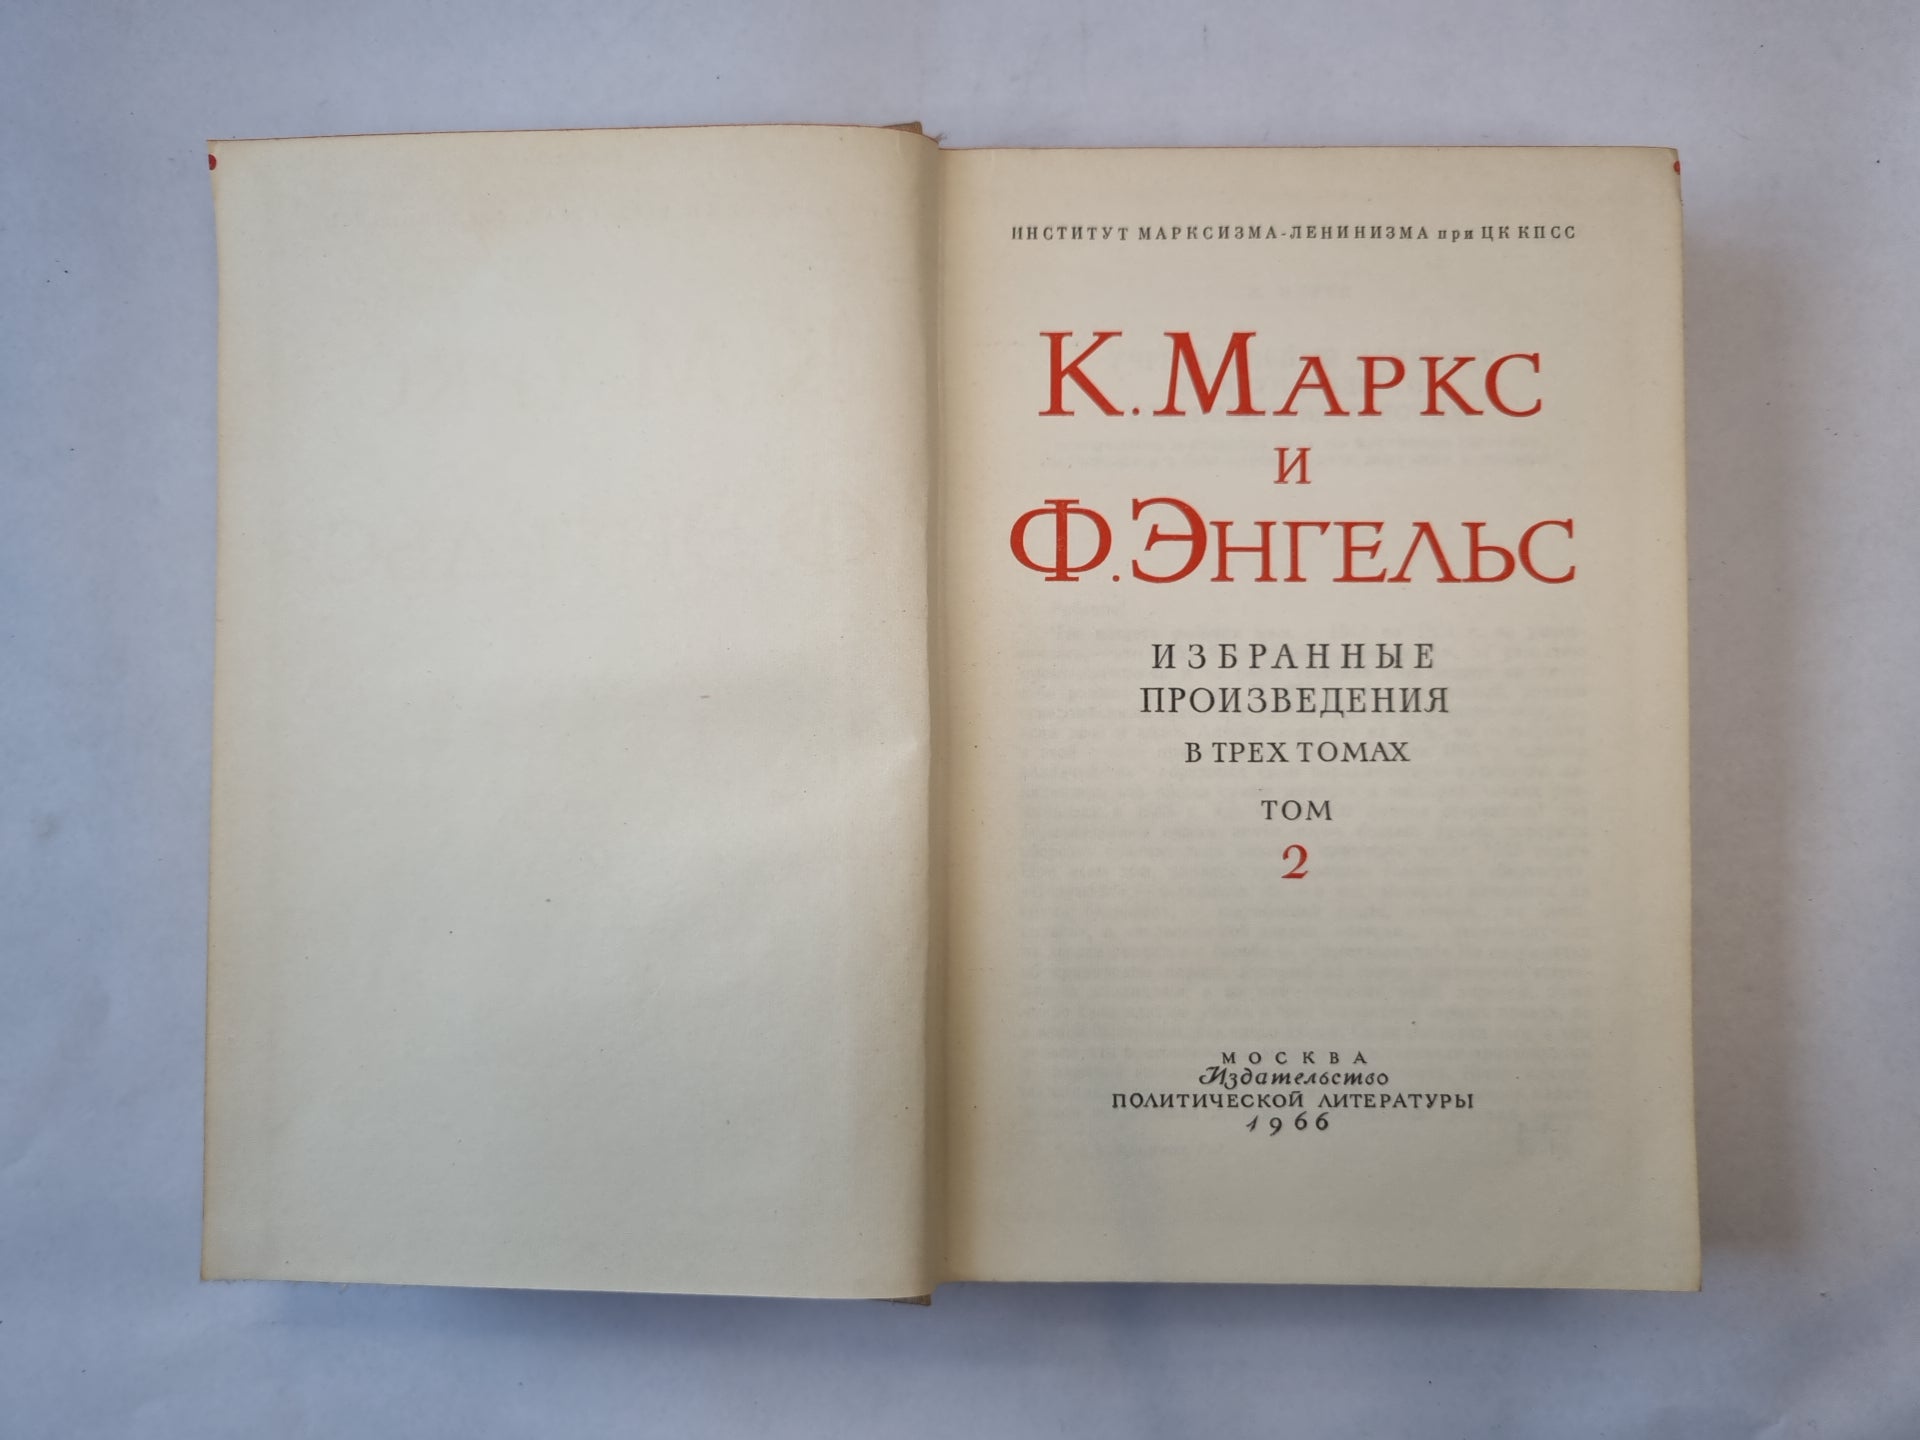 ИНСТИТУТ МАРКСИЗМА-ЛЕНИНИЗМА при ЦК КПСС
К. МАРКС
И
Ф. ЭНГЕЛЬС
ИЗБРАННЫЕ
ПРОИЗВЕДЕНИЯ
В ТРЕХ ТОМАХ
ТОМ
2
МОСКВА
Издательство
ПОЛИТИЧЕСКОЙ ЛИТЕРАТУРЫ
1966